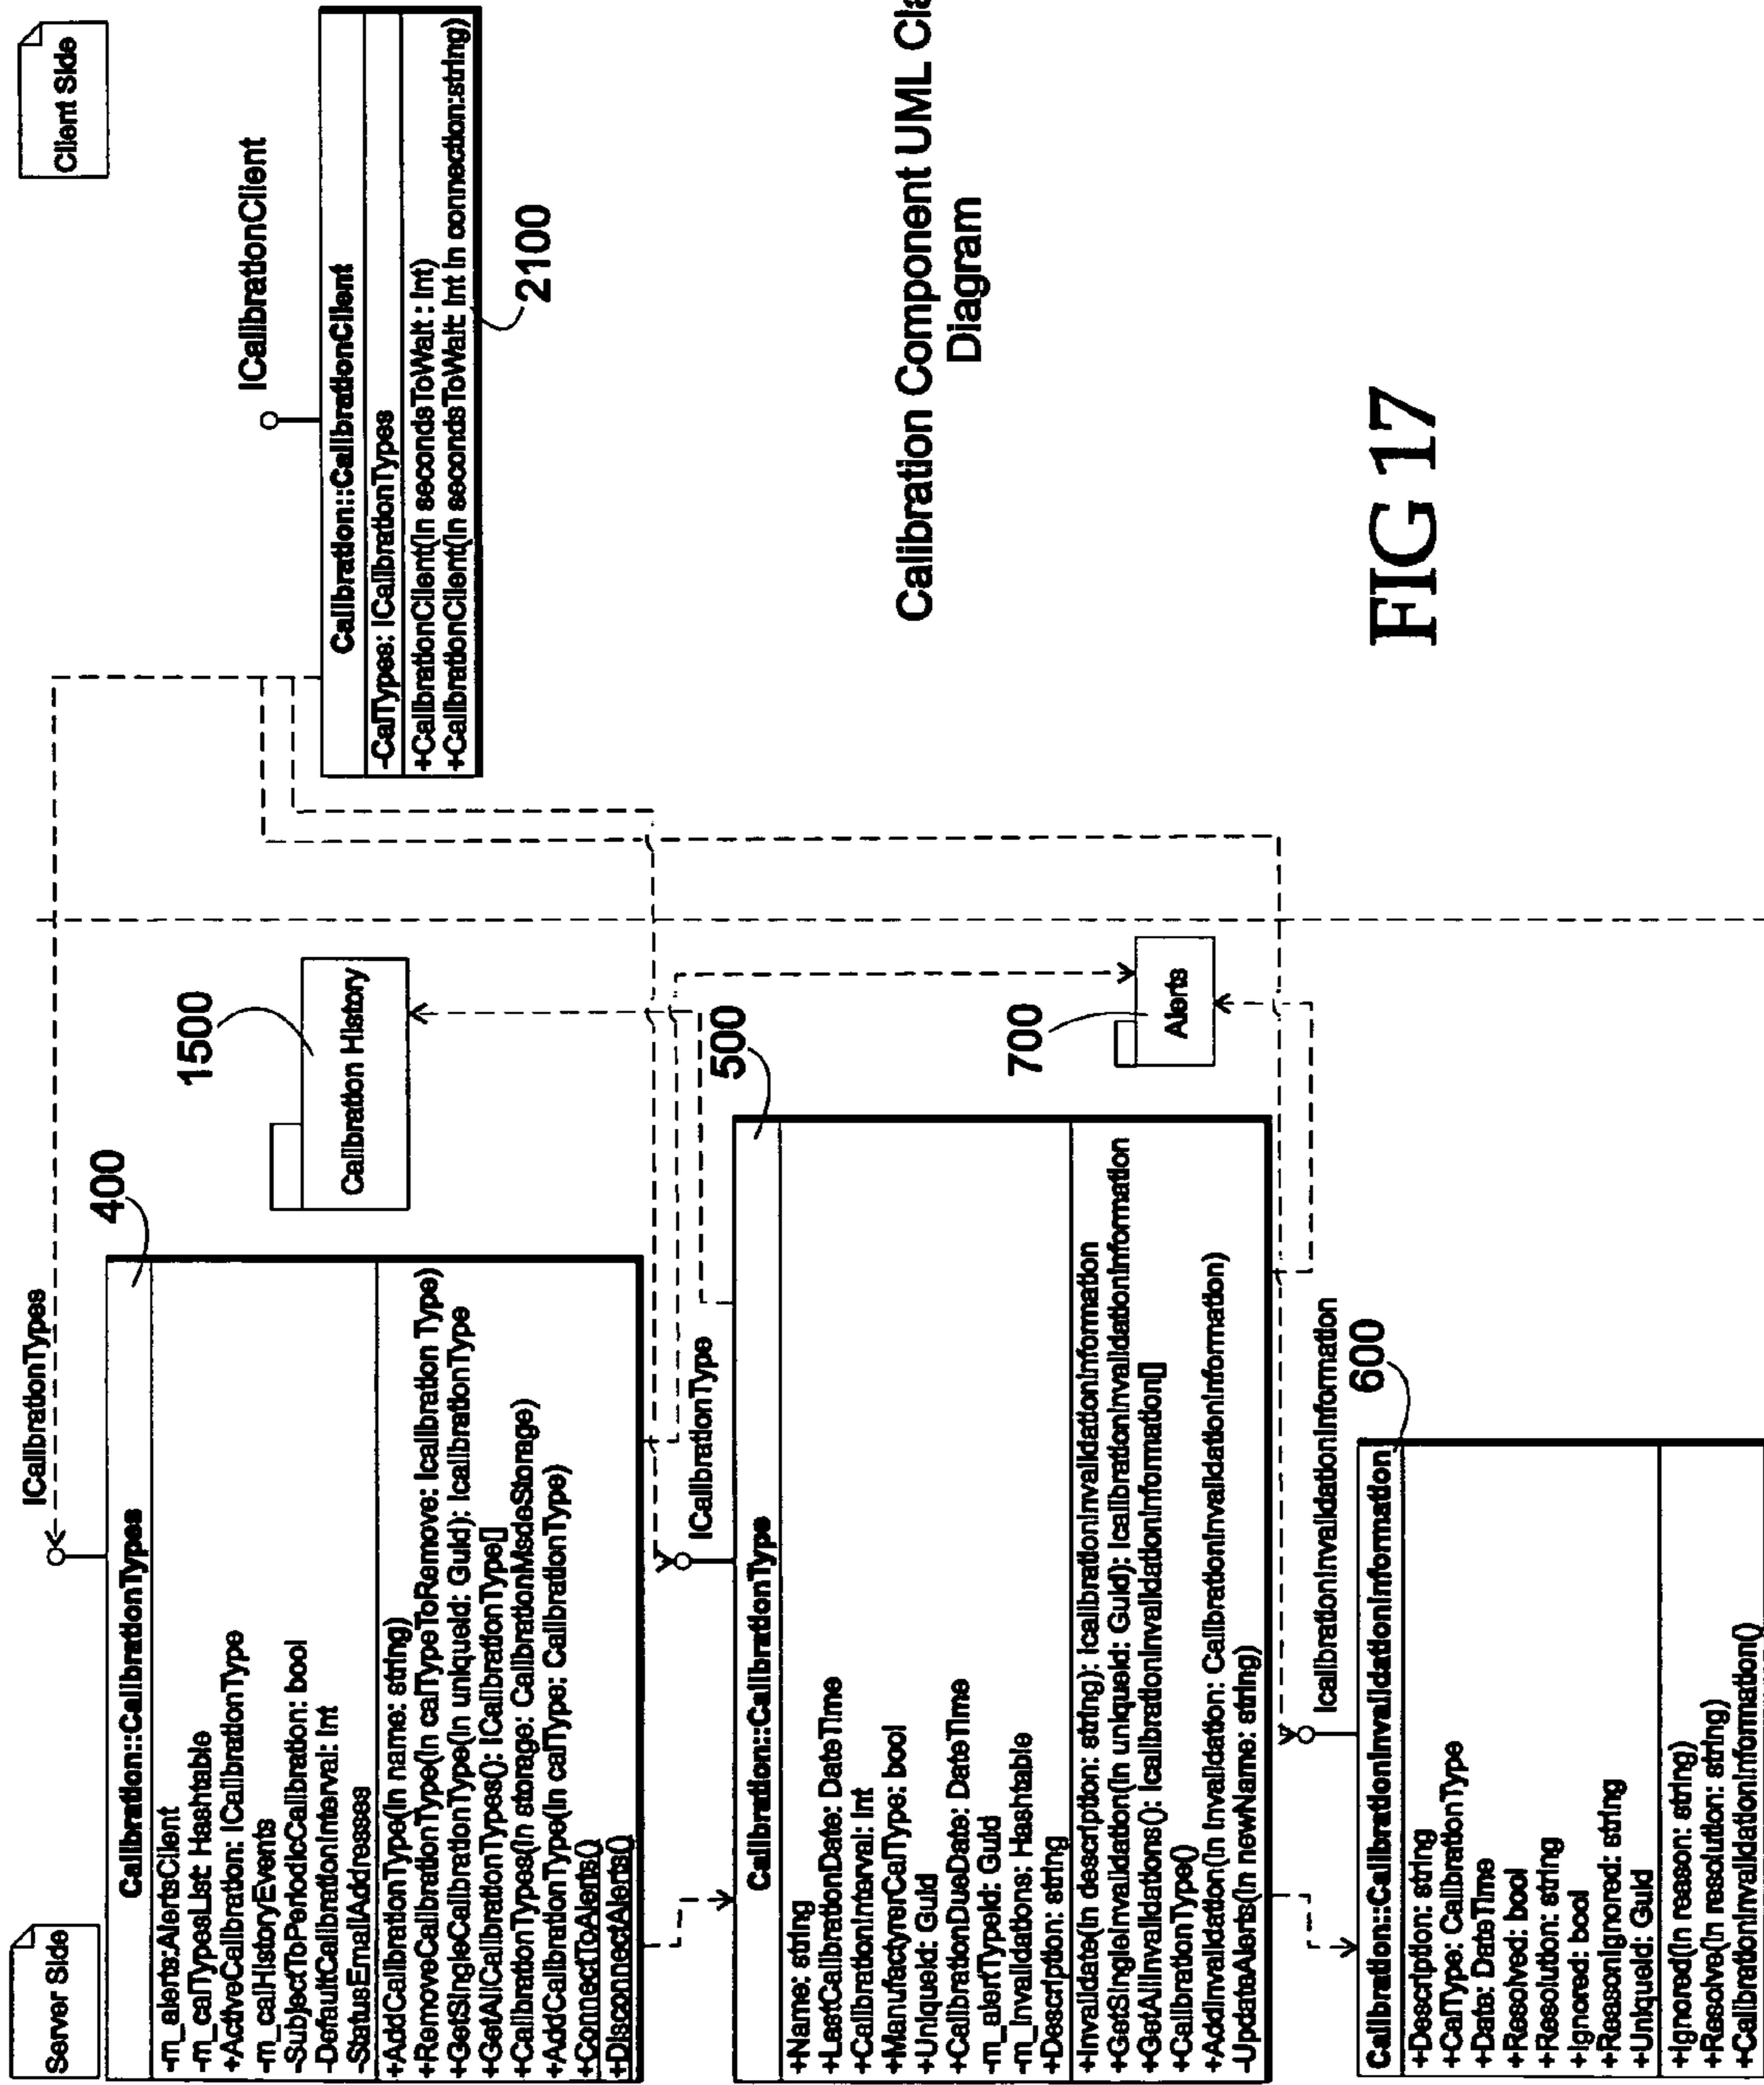 Server Side
Client Side
ICalibrationTypes
400
Calibration::CalibrationTypes
-m_alerts:AlertsClient
-m_calTypesList: Hashtable
+ActiveCalibration: ICalibrationType
-m_calHistoryEvents
-SubjectToPeriodicCalibration: bool
-DefaultCalibrationInterval: Int
-StatusEmailAddresses
+AddCalibrationType(In name: string)
+RemoveCalibrationType(In calTypeToRemove: Icalibration Type)
+GetSingleCalibrationType(In uniqueId: Guid): IcalibrationType
+GetAllCalibrationTypes(): ICalibrationType[]
+CalibrationTypes(In storage: CalibrationMsdeStorage)
+AddCalibrationType(In calType: CalibrationType)
+ConnectToAlerts()
+DisconnectAlerts()
1500
Calibration History
ICalibrationClient
Calibration::CalibrationClient
-CalTypes: ICalibrationTypes
+CalibrationClient(In secondsToWait : Int)
+CalibrationClient(In secondsToWait: Int In connection:string)
2100
ICalibrationType
500
Calibration::CalibrationType
+Name: string
+LastCalibrationDate: DateTime
+CalibrationInterval: Int
+ManufactyrerCalType: bool
+UniqueId: Guid
+CalibrationDueDate: DateTime
-m_alertTypeId: Guid
-m_Invalidations: Hashtable
+Description: string
+Invalidate(In description: string): IcalibrationInvalidationInformation
+GetSingleInvalidation(In uniqueId: Guid): IcalibrationInvalidationInformation
+GetAllInvalidations(): IcalibrationInvalidationInformation[]
+CalibrationType()
+AddInvalidation(In Invalidation: CalibrationInvalidationInformation)
-UpdateAlerts(In newName: string)
700
Alerts
IcalibrationInvalidationInformation
600
Calibration::CalibrationInvalidationInformation
+Description: string
+CalType: CalibrationType
+Date: DateTime
+Resolved: bool
+Resolution: string
+Ignored: bool
+ReasonIgnored: string
+UniqueId: Guid
+Ignored(In reason: string)
+Resolve(In resolution: string)
+CalibrationInvalidationInformation()
Calibration Component UML Cla
Diagram
FIG 17